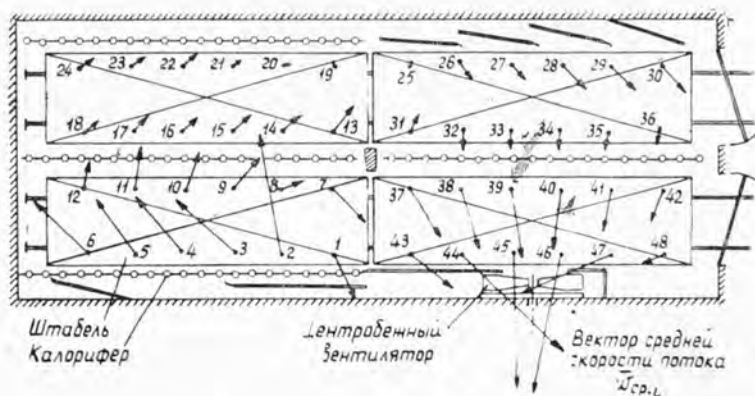 24 23 22 21 20 19 25 26 27 28 29 30
18 17 16 15 14 13 31 32 33 34 35 36
12 11 10 9 8 7 37 38 39 40 41 42
6 5 4 3 2 1 43 44 45 46 47 48
Штабель
Калорифер
Центробежный
вентилятор
Вектор средней
скорости потока